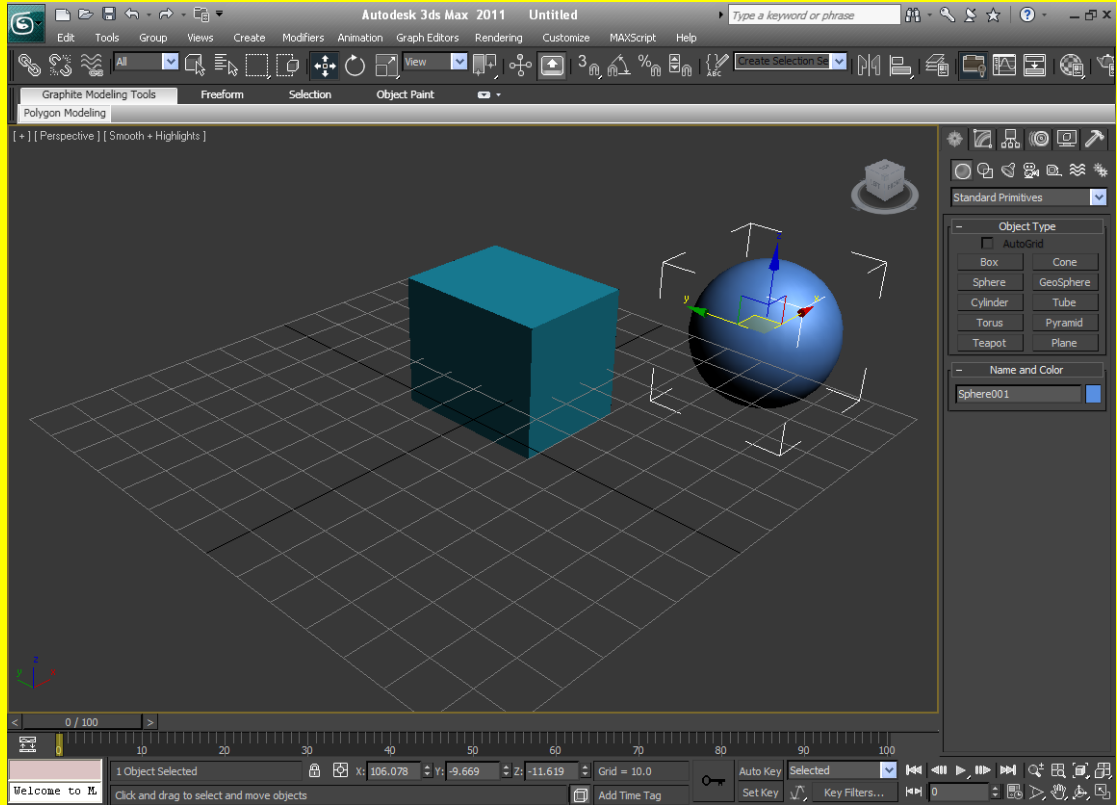 Autodesk 3ds Max 2011 Untitled
Type a keyword or phrase
Edit Tools Group Views Create Modifiers Animation Graph Editors Rendering Customize MAXScript Help
All
View
3
Create Selection Se
ABC
Graphite Modeling Tools Freeform Selection Object Paint
Polygon Modeling
[ + ] [ Perspective ] [ Smooth + Highlights ]
Standard Primitives
Object Type
AutoGrid
Box Cone
Sphere GeoSphere
Cylinder Tube
Torus Pyramid
Teapot Plane
Name and Color
Sphere001
z
y x
z
y x
< 0 / 100 >
0 10 20 30 40 50 60 70 80 90 100
1 Object Selected X: 106.078 Y: -9.669 Z: -11.619 Grid = 10.0 Auto Key Selected
Welcome to M Click and drag to select and move objects Add Time Tag Set Key Key Filters... 0